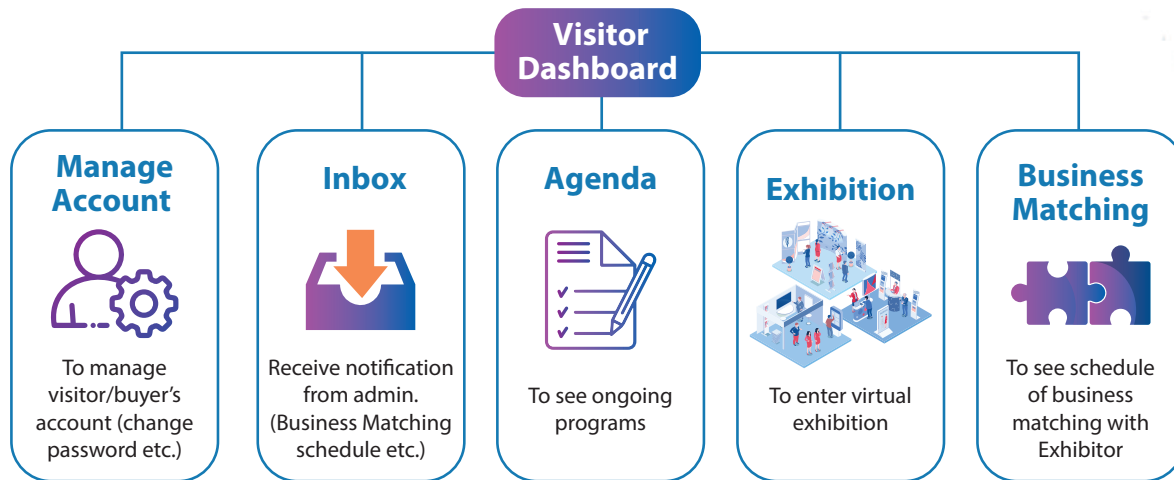 Visitor
Dashboard
Manage
Account
To manage
visitor/buyer's
account (change
password etc.)
Inbox
Receive notification
from admin.
(Business Matching
schedule etc.)
Agenda
To see ongoing
programs
Exhibition
To enter virtual
exhibition
Business
Matching
To see schedule
of business
matching with
Exhibitor